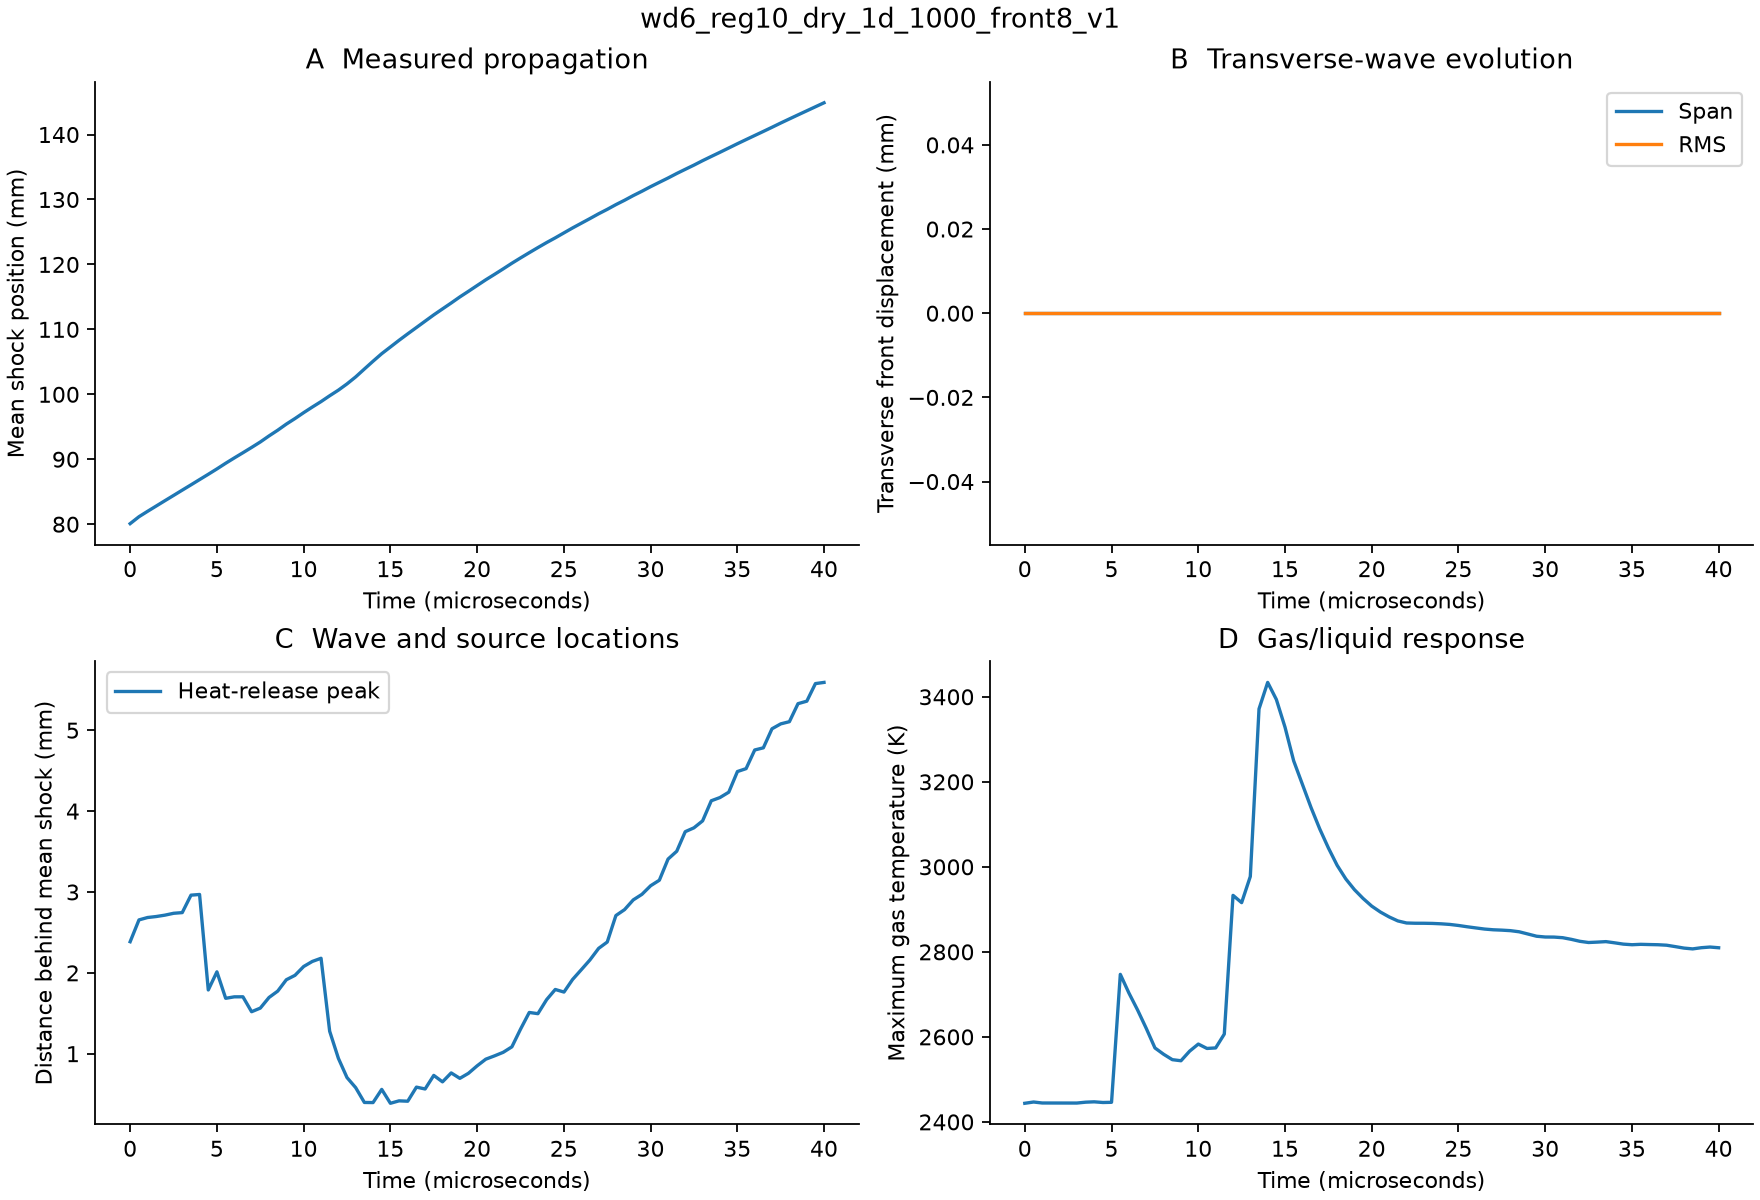 wd6_reg10_dry_1d_1000_front8_v1
A  Measured propagation
Mean shock position (mm)
140
130
120
110
100
90
80
0 5 10 15 20 25 30 35 40
Time (microseconds)
B  Transverse-wave evolution
Transverse front displacement (mm)
Span
RMS
0.04
0.02
0.00
−0.02
−0.04
0 5 10 15 20 25 30 35 40
Time (microseconds)
C  Wave and source locations
Distance behind mean shock (mm)
Heat-release peak
5
4
3
2
1
0 5 10 15 20 25 30 35 40
Time (microseconds)
D  Gas/liquid response
Maximum gas temperature (K)
3400
3200
3000
2800
2600
2400
0 5 10 15 20 25 30 35 40
Time (microseconds)